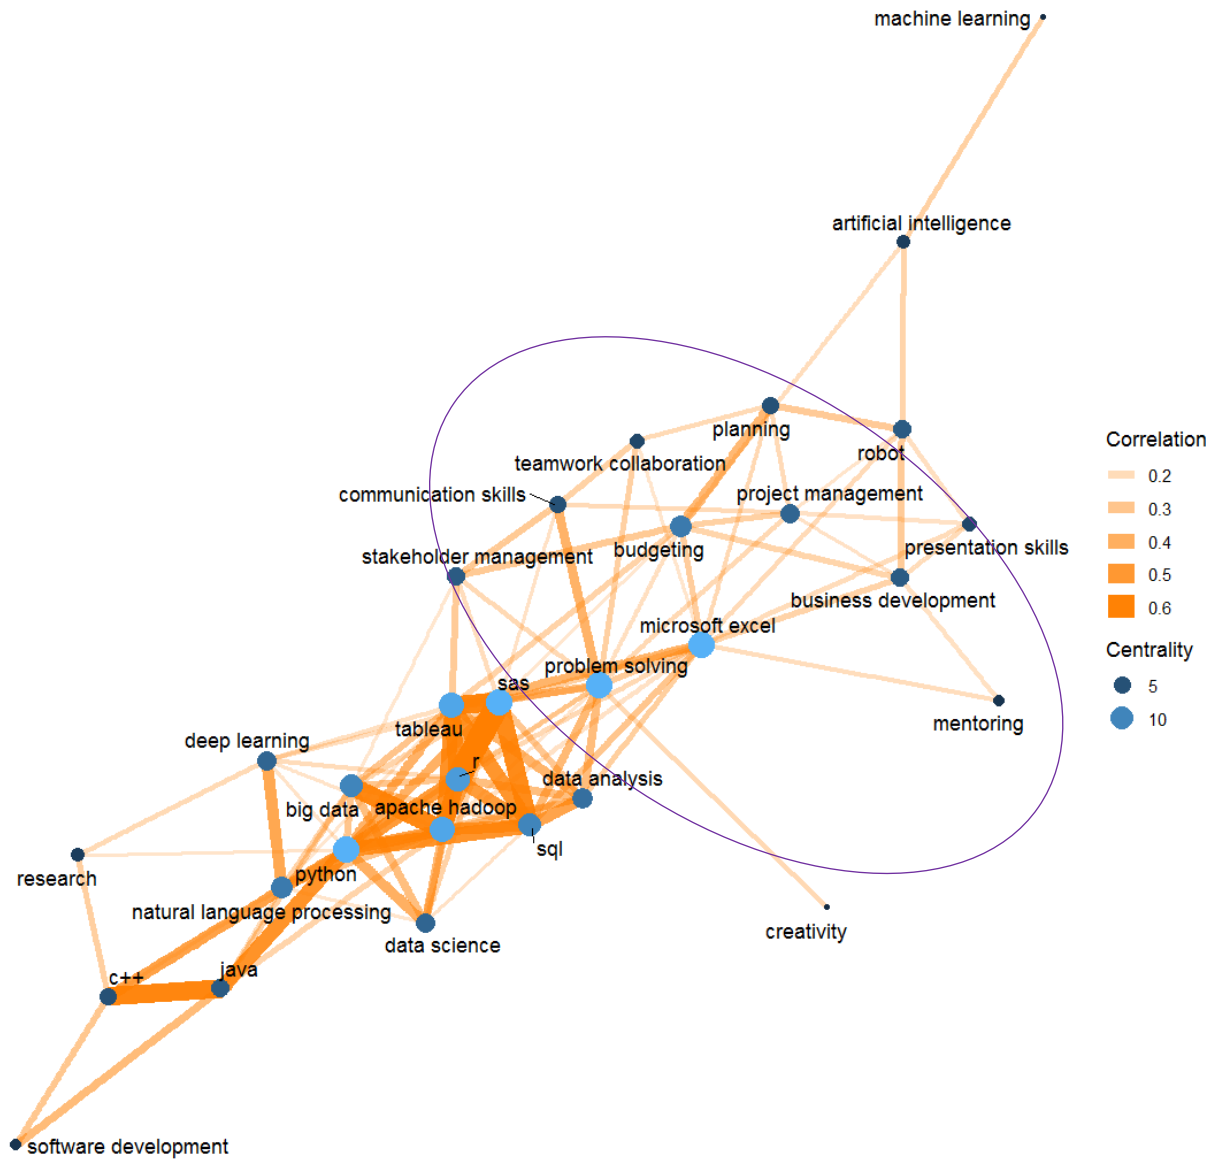 machine learning
artificial intelligence
planning
robot
teamwork collaboration
communication skills
project management
budgeting
presentation skills
stakeholder management
business development
microsoft excel
problem solving
sas
mentoring
tableau
deep learning
r
data analysis
big data
apache hadoop
sql
python
research
natural language processing
creativity
data science
java
c++
software development
Correlation
0.2
0.3
0.4
0.5
0.6
Centrality
5
10